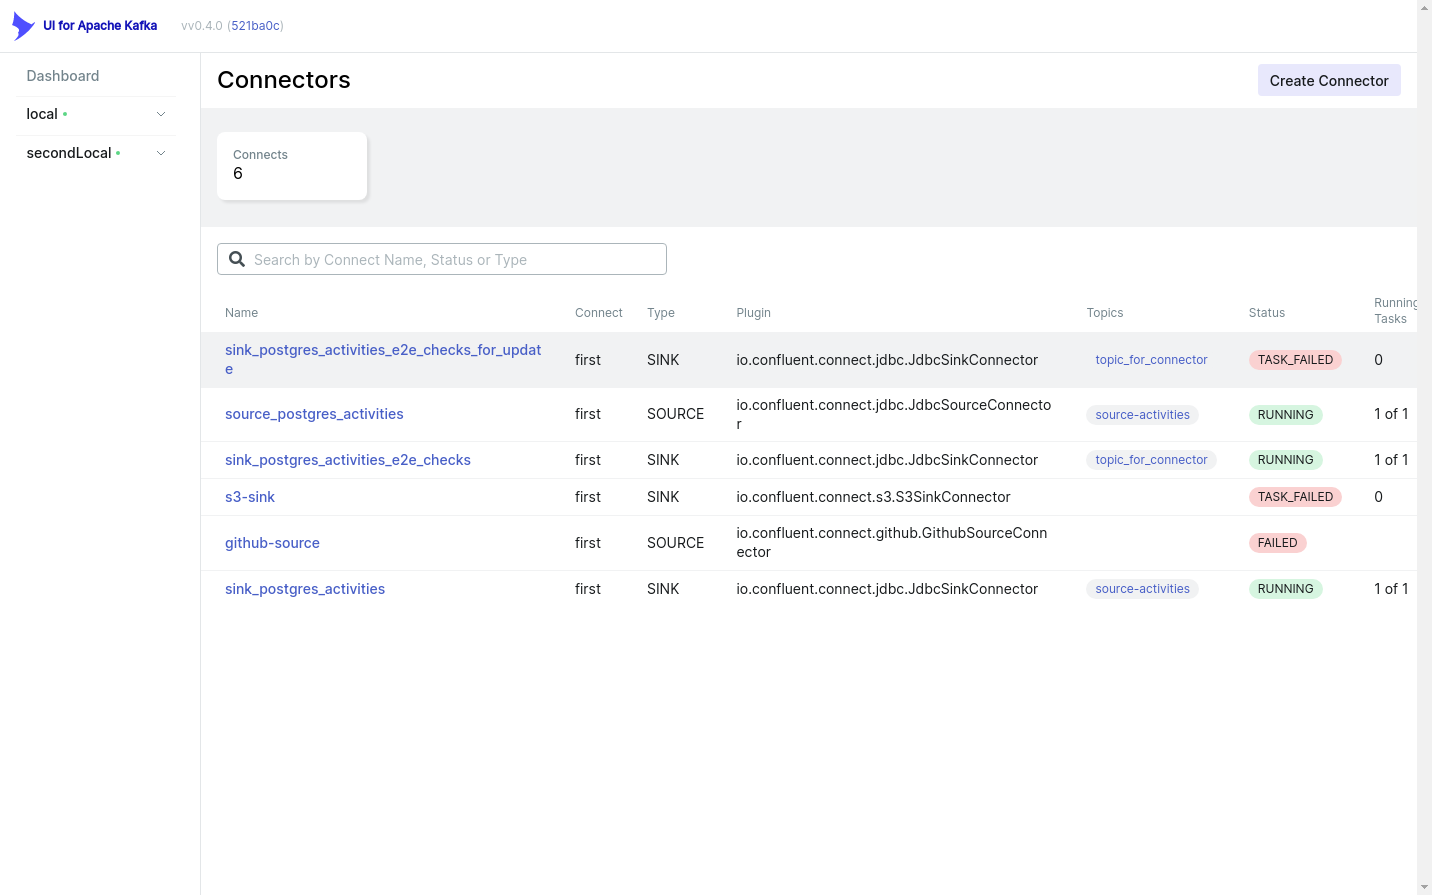 UI for Apache Kafka vv0.4.0 (521ba0c)
Dashboard
local
secondLocal
Connectors
Create Connector
Connects
6
Search by Connect Name, Status or Type
Name Connect Type Plugin Topics Status Running
Tasks
sink_postgres_activities_e2e_checks_for_updat
e first SINK io.confluent.connect.jdbc.JdbcSinkConnector topic_for_connector TASK_FAILED 0
source_postgres_activities first SOURCE io.confluent.connect.jdbc.JdbcSourceConnecto
r source-activities RUNNING 1 of 1
sink_postgres_activities_e2e_checks first SINK io.confluent.connect.jdbc.JdbcSinkConnector topic_for_connector RUNNING 1 of 1
s3-sink first SINK io.confluent.connect.s3.S3SinkConnector TASK_FAILED 0
github-source first SOURCE io.confluent.connect.github.GithubSourceConn
ector FAILED
sink_postgres_activities first SINK io.confluent.connect.jdbc.JdbcSinkConnector source-activities RUNNING 1 of 1